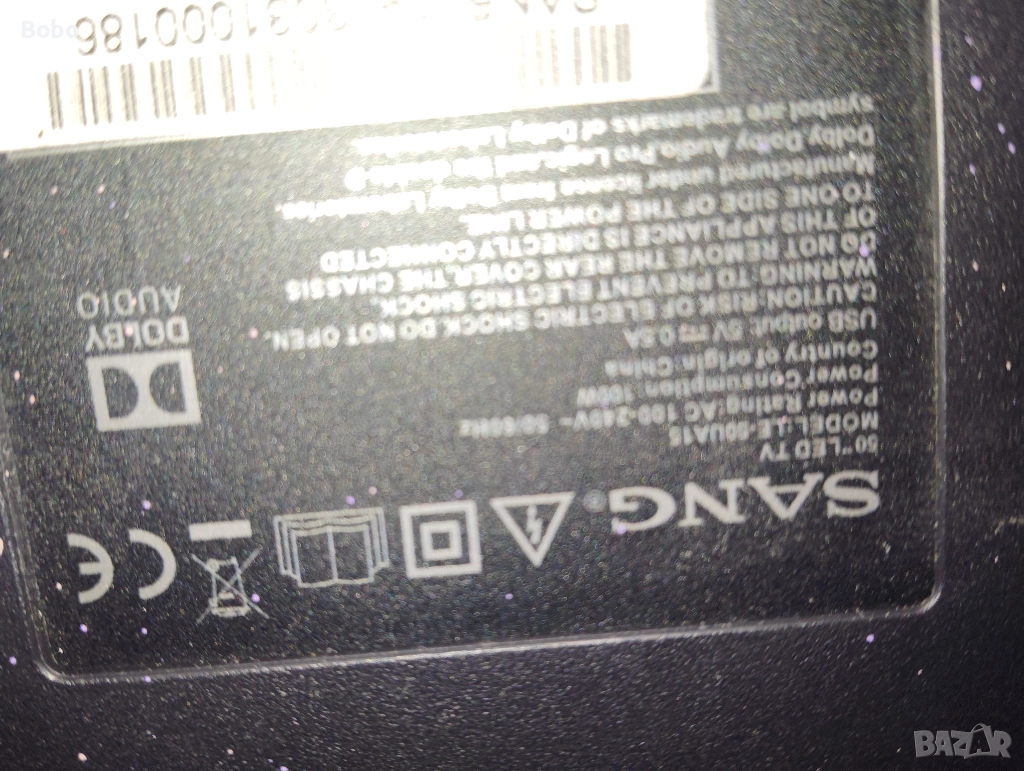 Bobo
SANG®
50"LED TV
MODEL:LE-50UA15
Power Rating:AC 100-240V~ 50/60Hz
Power Consumption:100W
Country of origin:China
USB output: 5V 0.5A
CAUTION:RISK OF ELECTRIC SHOCK DO NOT OPEN.
WARNING:TO PREVENT ELECTRIC SHOCK,
DO NOT REMOVE THE REAR COVER.THE CHASSIS
OF THIS APPLIANCE IS DIRECTLY CONNECTED
TO ONE SIDE OF THE POWER LINE.
Manufactured under license from Dolby Laboratories.
Dolby,Dolby Audio,Pro Logic,and the double-D
symbol are trademarks of Dolby Laboratories.
DOLBY
AUDIO
CE
31000186
BAZAR